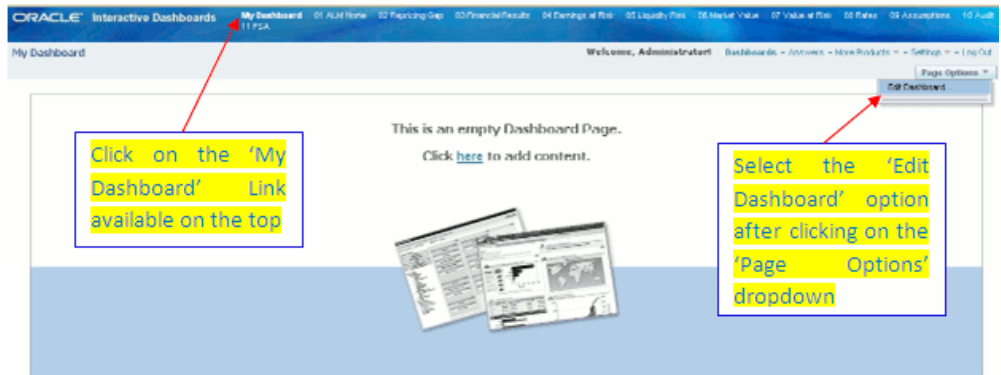 ORACLE Interactive Dashboards My Dashboard 01 ALM Home 02 Repricing Gap 03 Financial Results 04 Earnings at Risk 05 Liquidity Risk 06 Market Value 07 Value at Risk 08 Rates 09 Assumptions 10 Audit
11 PSA
My Dashboard Welcome, Administrator! Dashboards - Answers - More Products - Settings - Log Out
Page Options
Edit Dashboard
This is an empty Dashboard Page.
Click here to add content.
Click on the ‘My
Dashboard’ Link
available on the top
Select the ‘Edit
Dashboard’ option
after clicking on the
‘Page Options’
dropdown